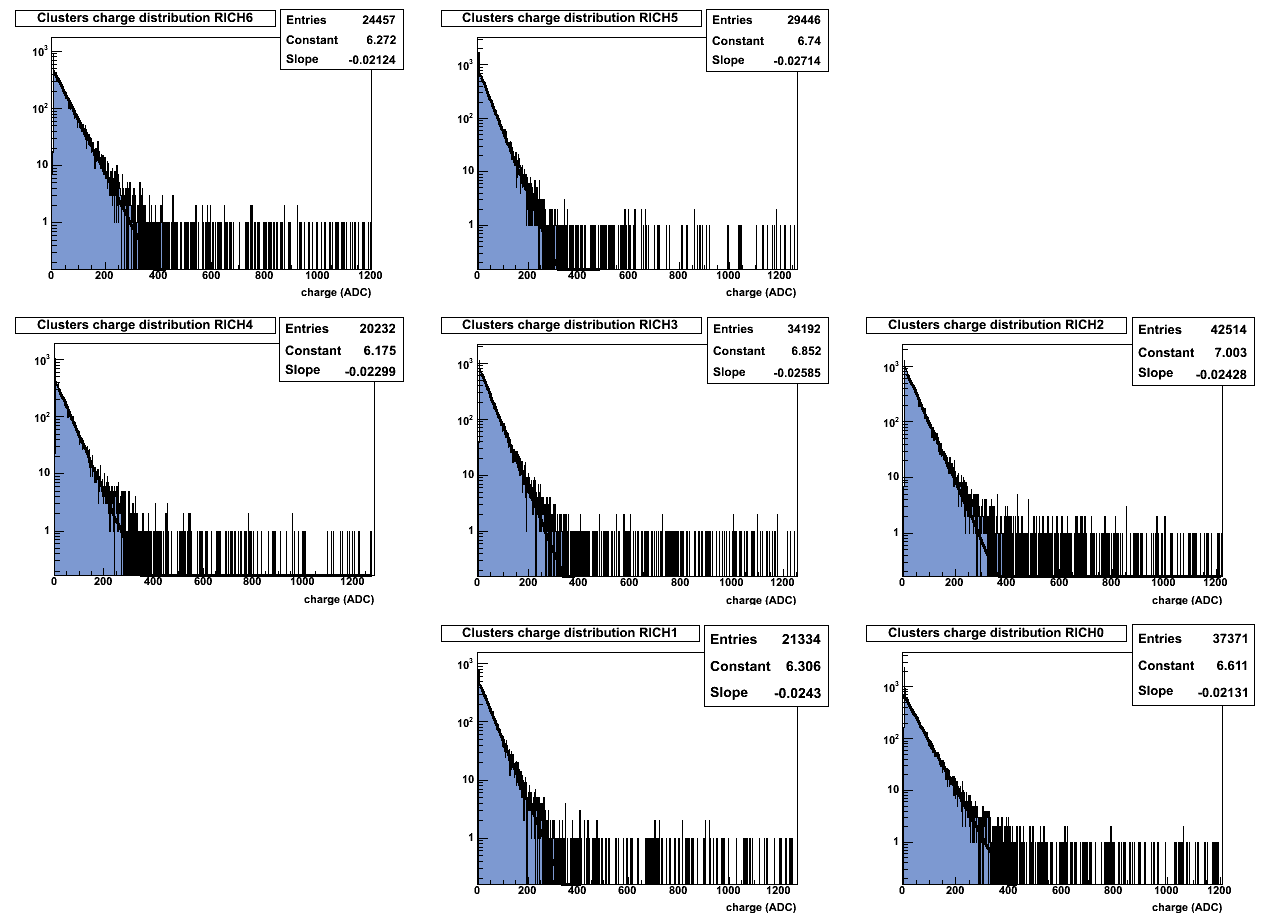 Clusters charge distribution RICH6
Entries 24457
Constant 6.272
Slope -0.02124
10³
10²
10
1
0 200 400 600 800 1000 1200
charge (ADC)
Clusters charge distribution RICH5
Entries 29446
Constant 6.74
Slope -0.02714
10³
10²
10
1
0 200 400 600 800 1000 1200
charge (ADC)
Clusters charge distribution RICH4
Entries 20232
Constant 6.175
Slope -0.02299
10³
10²
10
1
0 200 400 600 800 1000 1200
charge (ADC)
Clusters charge distribution RICH3
Entries 34192
Constant 6.852
Slope -0.02585
10³
10²
10
1
0 200 400 600 800 1000 1200
charge (ADC)
Clusters charge distribution RICH2
Entries 42514
Constant 7.003
Slope -0.02428
10³
10²
10
1
0 200 400 600 800 1000 1200
charge (ADC)
Clusters charge distribution RICH1
Entries 21334
Constant 6.306
Slope -0.0243
10³
10²
10
1
0 200 400 600 800 1000 1200
charge (ADC)
Clusters charge distribution RICH0
Entries 37371
Constant 6.611
Slope -0.02131
10³
10²
10
1
0 200 400 600 800 1000 1200
charge (ADC)